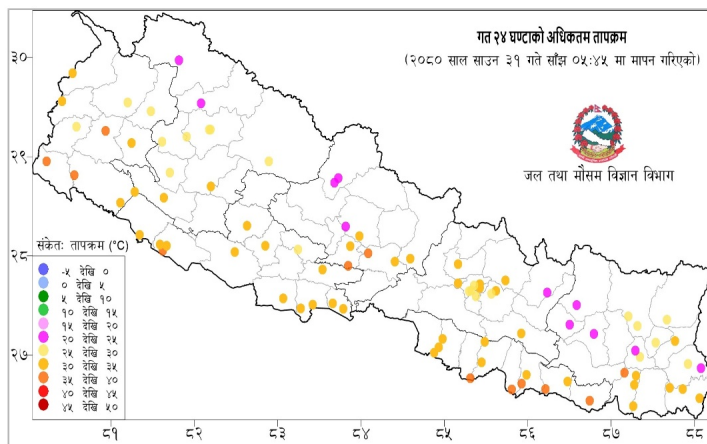 गत २४ घण्टाको अधिकतम तापक्रम
(२०८० साल साउन ३१ गते साँझ ०५:४५ मा मापन गरिएको)
जल तथा मौसम विज्ञान विभाग
३०
२९
२८
२७
संकेतः तापक्रम (°C)
-५ देखि ०
० देखि ५
५ देखि १०
१० देखि १५
१५ देखि २०
२० देखि २५
२५ देखि ३०
३० देखि ३५
३५ देखि ४०
४० देखि ४५
४५ देखि ५०
८१ ८२ ८३ ८४ ८५ ८६ ८७ ८८